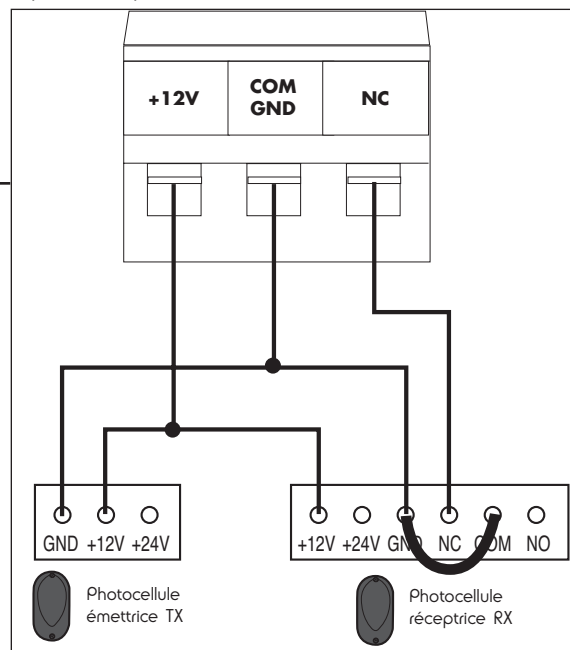 +12V
COM
GND
NC
GND +12V +24V
+12V +24V GND NC COM NO
Photocellule
émettrice TX
Photocellule
réceptrice RX